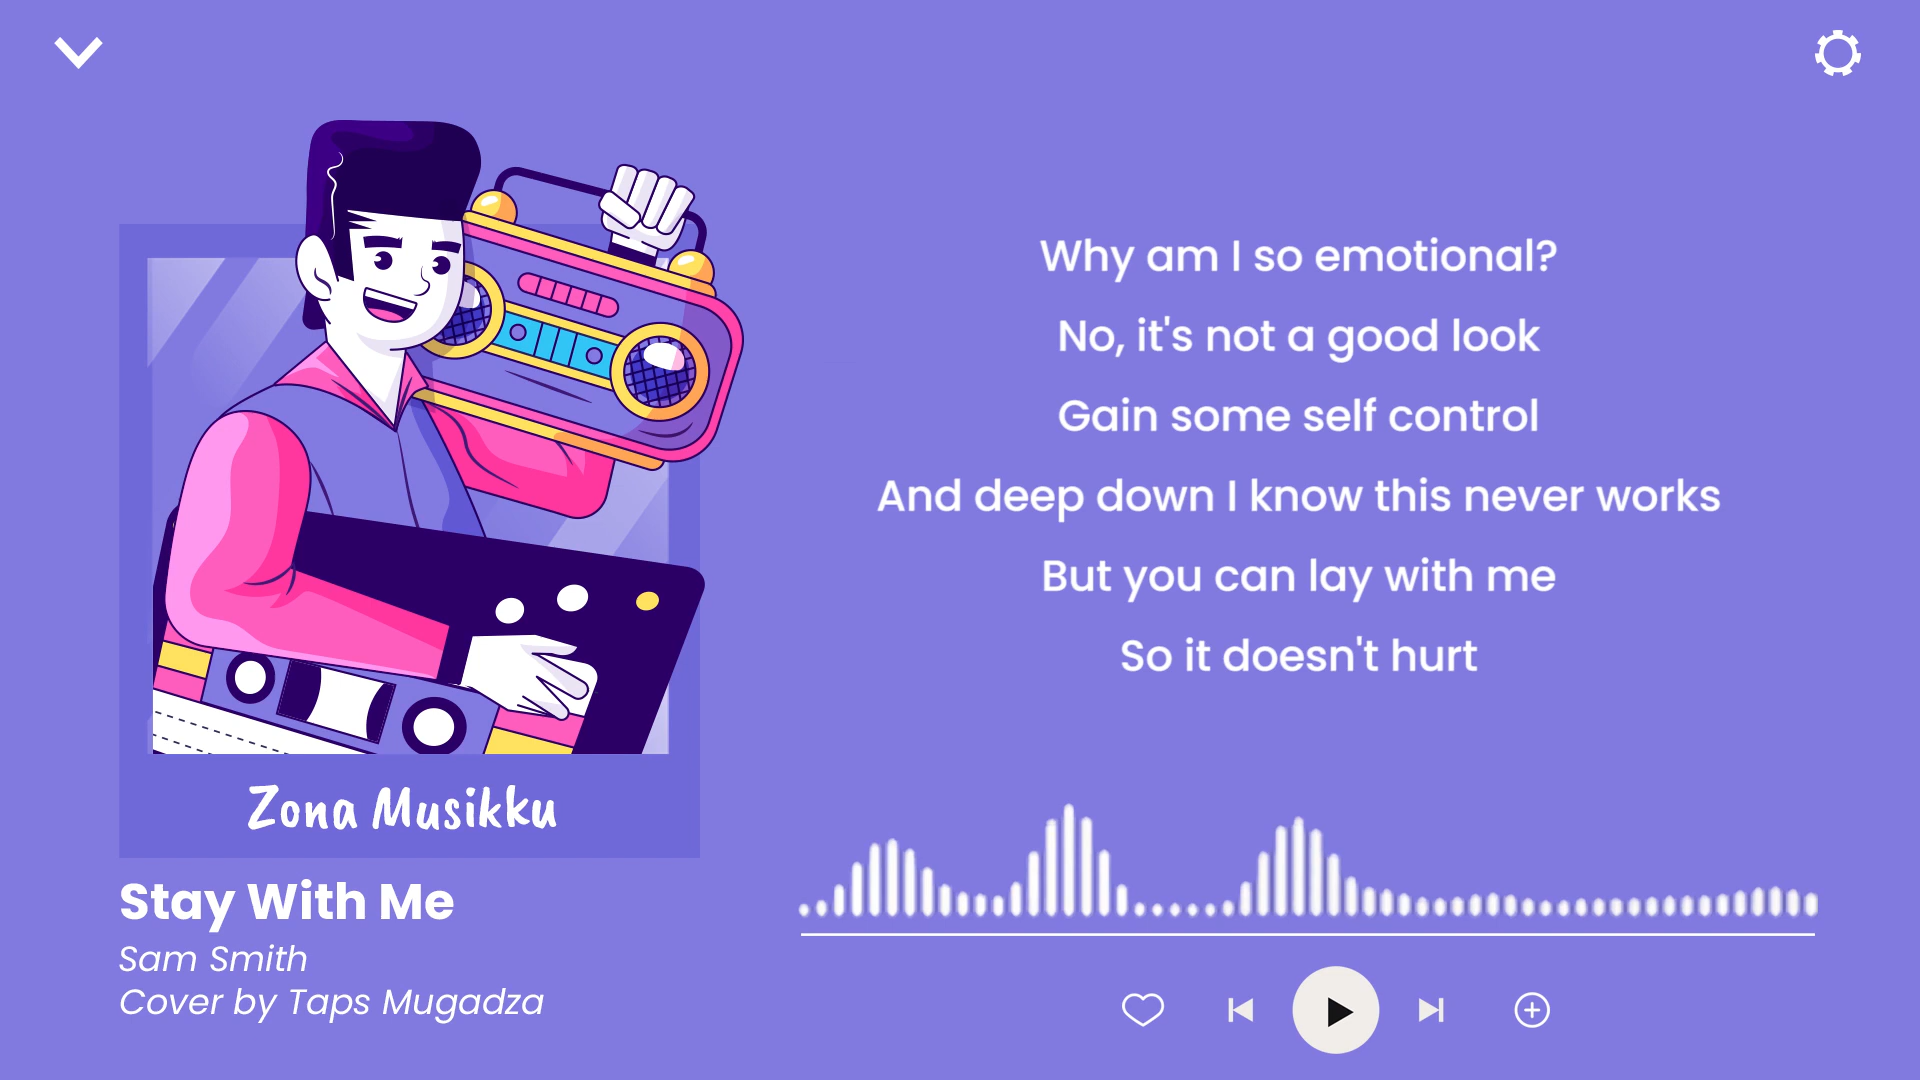 Why am I so emotional?
No, it's not a good look
Gain some self control
And deep down I know this never works
But you can lay with me
So it doesn't hurt
Zona Musikku
Stay With Me
Sam Smith
Cover by Taps Mugadza